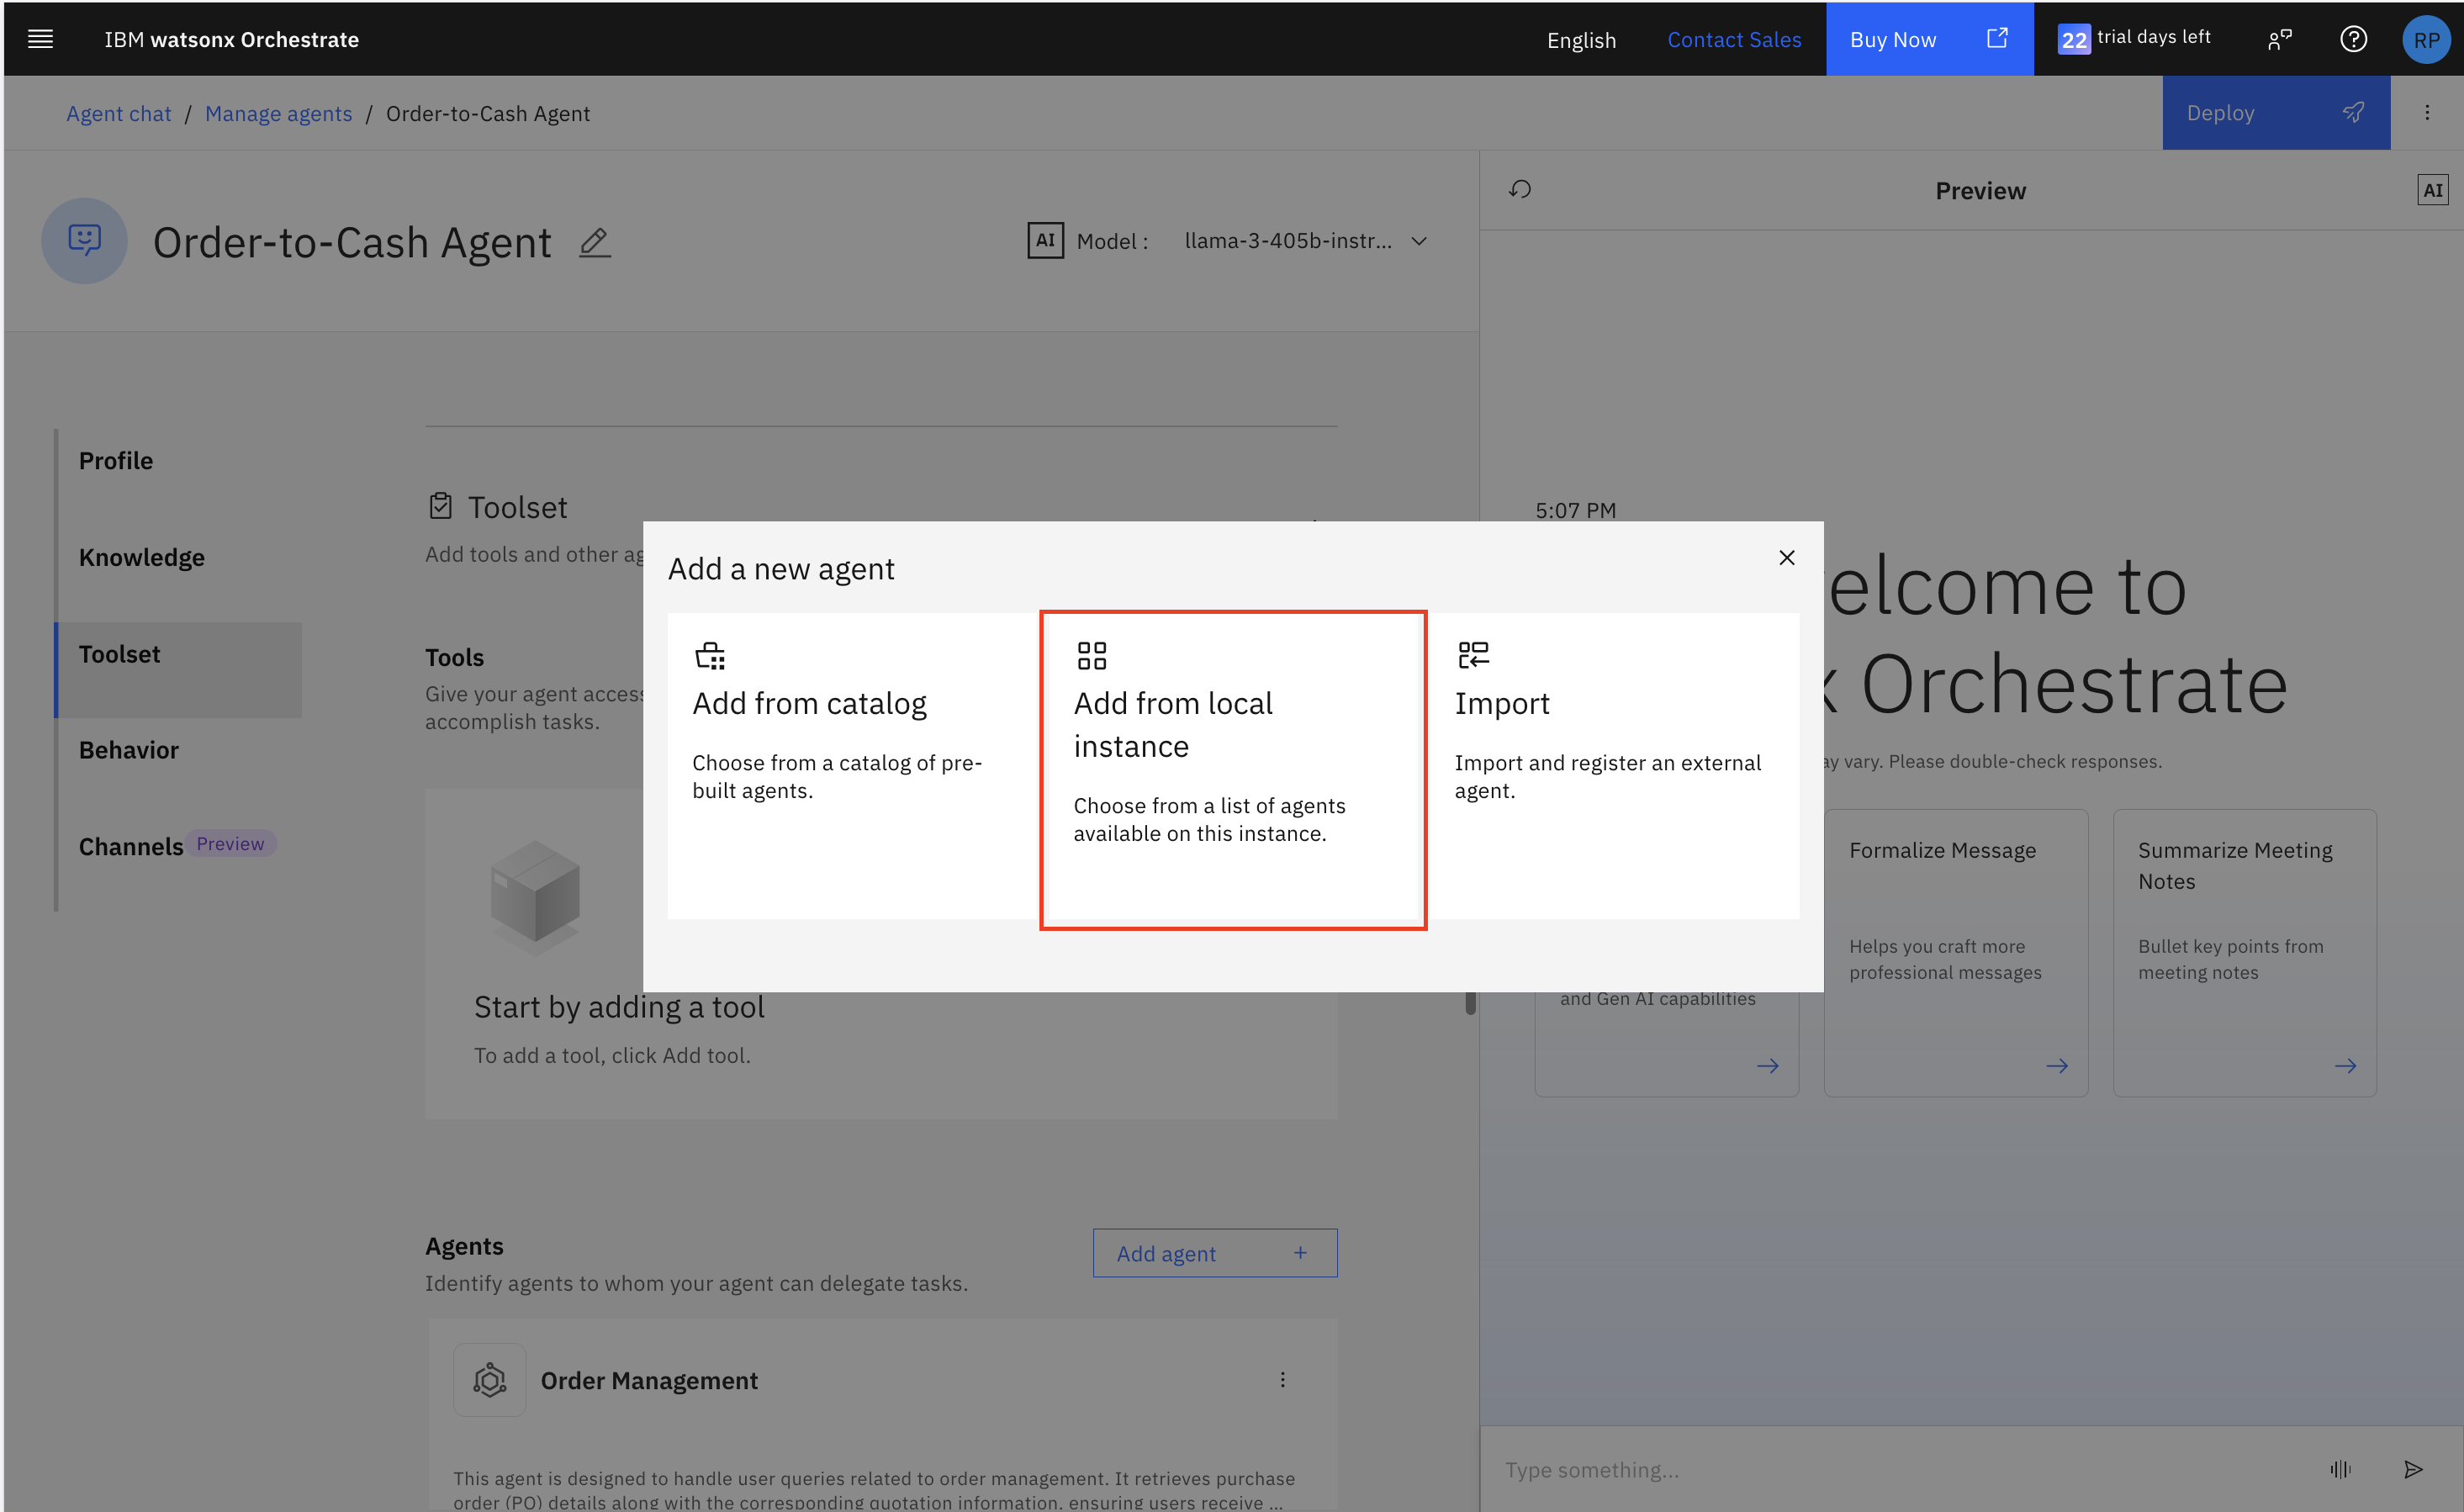 IBM watsonx Orchestrate
English
Contact Sales
Buy Now
22 trial days left
RP
Agent chat / Manage agents / Order-to-Cash Agent
Deploy
Order-to-Cash Agent
AI Model : llama-3-405b-instr...
Preview
AI
Profile
Knowledge
Toolset
Behavior
Channels Preview
Toolset
Add tools and other ag
Tools
Give your agent access
accomplish tasks.
Start by adding a tool
To add a tool, click Add tool.
Agents
Identify agents to whom your agent can delegate tasks.
Add agent +
Order Management
This agent is designed to handle user queries related to order management. It retrieves purchase
order (PO) details along with the corresponding quotation information, ensuring users receive ...
Add a new agent
Add from catalog
Choose from a catalog of pre-
built agents.
Add from local
instance
Choose from a list of agents
available on this instance.
Import
Import and register an external
agent.
5:07 PM
elcome to
x Orchestrate
ay vary. Please double-check responses.
and Gen AI capabilities
Formalize Message
Helps you craft more
professional messages
Summarize Meeting
Notes
Bullet key points from
meeting notes
Type something...